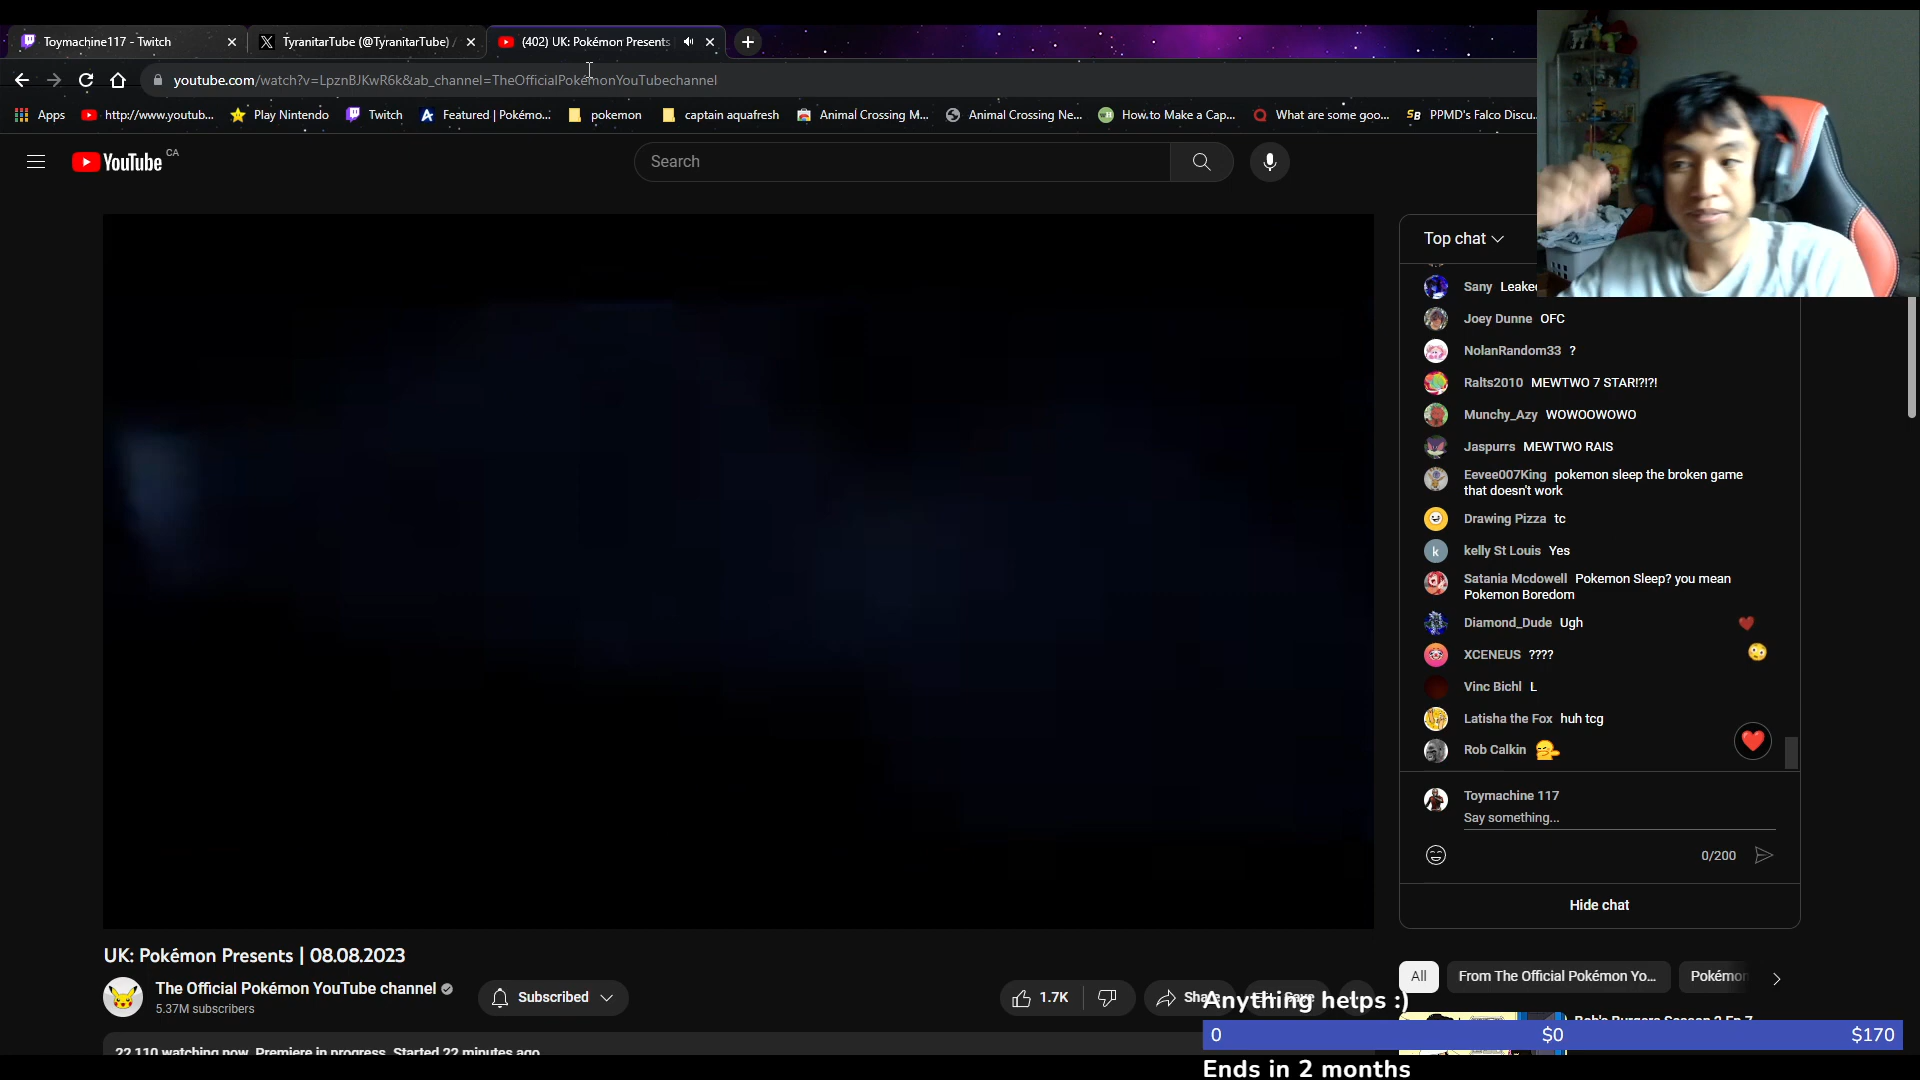 Toymachine117 - Twitch
TyranitarTube (@TyranitarTube) /
(402) UK: Pokémon Presents
youtube.com/watch?v=LpznBJKwR6k&ab_channel=TheOfficialPokémonYouTubechannel
Apps
http://www.youtub...
Play Nintendo
Twitch
Featured | Pokémo...
pokemon
captain aquafresh
Animal Crossing M...
Animal Crossing Ne...
How to Make a Cap...
What are some goo...
PPMD's Falco Discu...
YouTube CA
Search
Top chat
Sany Leaked
Joey Dunne OFC
NolanRandom33 ?
Ralts2010 MEWTWO 7 STAR!?!?!
Munchy_Azy WOWOOWOWO
Jaspurrs MEWTWO RAIS
Eevee007King pokemon sleep the broken game
that doesn't work
Drawing Pizza tc
k kelly St Louis Yes
Satania Mcdowell Pokemon Sleep? you mean
Pokemon Boredom
Diamond_Dude Ugh
XCENEUS ????
Vinc Bichl L
Latisha the Fox huh tcg
Rob Calkin
Toymachine 117
Say something...
0/200
Hide chat
UK: Pokémon Presents | 08.08.2023
The Official Pokémon YouTube channel
5.37M subscribers
Subscribed
1.7K
Share
Save
All
From The Official Pokémon Yo...
Pokémon
22,110 watching now Premiere in progress. Started 22 minutes ago
Bob's Burgers Season 2 Ep 7
Anything helps :)
0 $0 $170
Ends in 2 months